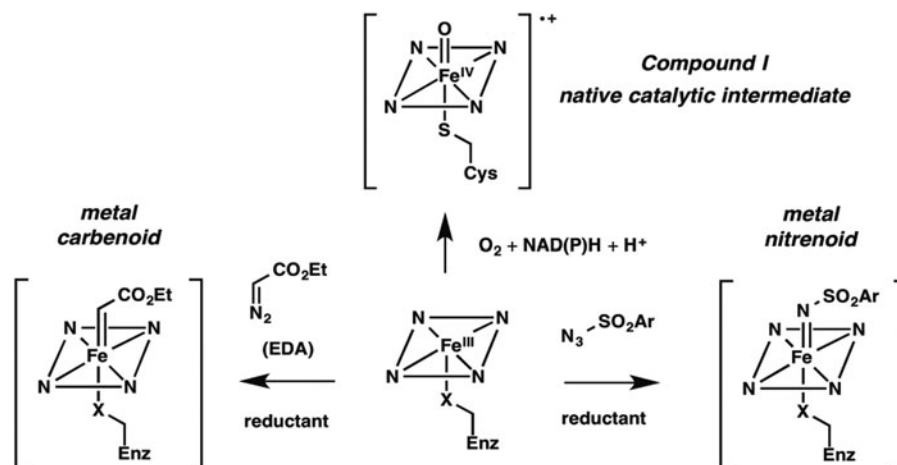 •+
O
N N
Fe^IV
N N
S
Cys
Compound I
native catalytic intermediate
metal
carbenoid
CO₂Et
N N
Fe
N N
X
Enz
CO₂Et
N₂
(EDA)
reductant
O₂ + NAD(P)H + H⁺
N N
Fe^III
N N
X
Enz
N₃ SO₂Ar
reductant
metal
nitrenoid
N SO₂Ar
N N
Fe
N N
X
Enz